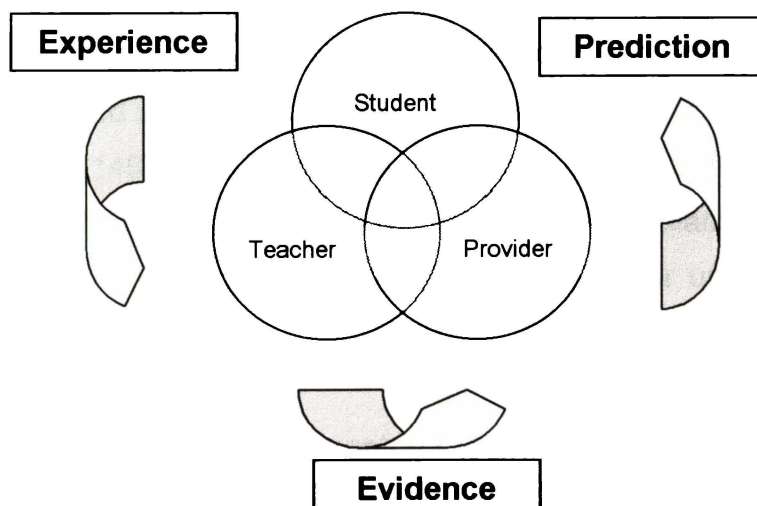 Experience
Prediction
Student
Teacher
Provider
Evidence